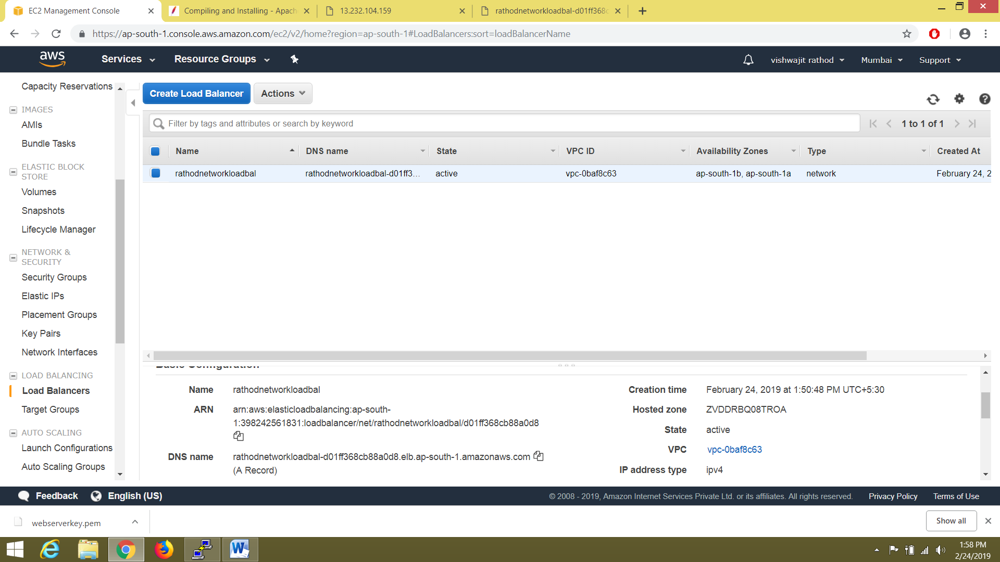 EC2 Management Console
Compiling and Installing - Apach
13.232.104.159
rathodnetworkloadbal-d01ff368c
https://ap-south-1.console.aws.amazon.com/ec2/v2/home?region=ap-south-1#LoadBalancers:sort=loadBalancerName
aws
Services
Resource Groups
vishwajit rathod
Mumbai
Support
Capacity Reservations
IMAGES
AMIs
Bundle Tasks
ELASTIC BLOCK
STORE
Volumes
Snapshots
Lifecycle Manager
NETWORK &
SECURITY
Security Groups
Elastic IPs
Placement Groups
Key Pairs
Network Interfaces
LOAD BALANCING
Load Balancers
Target Groups
AUTO SCALING
Launch Configurations
Auto Scaling Groups
Create Load Balancer
Actions
Filter by tags and attributes or search by keyword
1 to 1 of 1
Name DNS name State VPC ID Availability Zones Type Created At
rathodnetworkloadbal rathodnetworkloadbal-d01ff3... active vpc-0baf8c63 ap-south-1b, ap-south-1a network February 24, 2
Basic Configuration
Name rathodnetworkloadbal
ARN arn:aws:elasticloadbalancing:ap-south-
1:398242561831:loadbalancer/net/rathodnetworkloadbal/d01ff368cb88a0d8
DNS name rathodnetworkloadbal-d01ff368cb88a0d8.elb.ap-south-1.amazonaws.com
(A Record)
Creation time February 24, 2019 at 1:50:48 PM UTC+5:30
Hosted zone ZVDDRBQ08TROA
State active
VPC vpc-0baf8c63
IP address type ipv4
Feedback
English (US)
© 2008 - 2019, Amazon Internet Services Private Ltd. or its affiliates. All rights reserved.
Privacy Policy
Terms of Use
webserverkey.pem
Show all
1:58 PM
2/24/2019